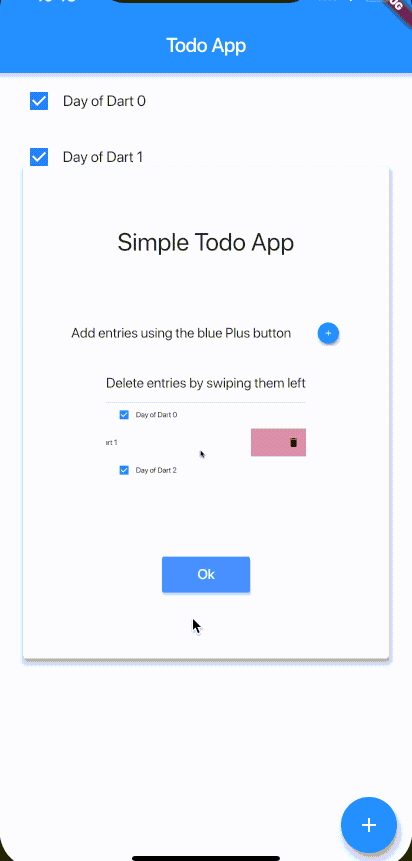 Todo App
Day of Dart 0
Day of Dart 1
Simple Todo App
Add entries using the blue Plus button
+
Delete entries by swiping them left
Day of Dart 0
art 1
Day of Dart 2
Ok
+